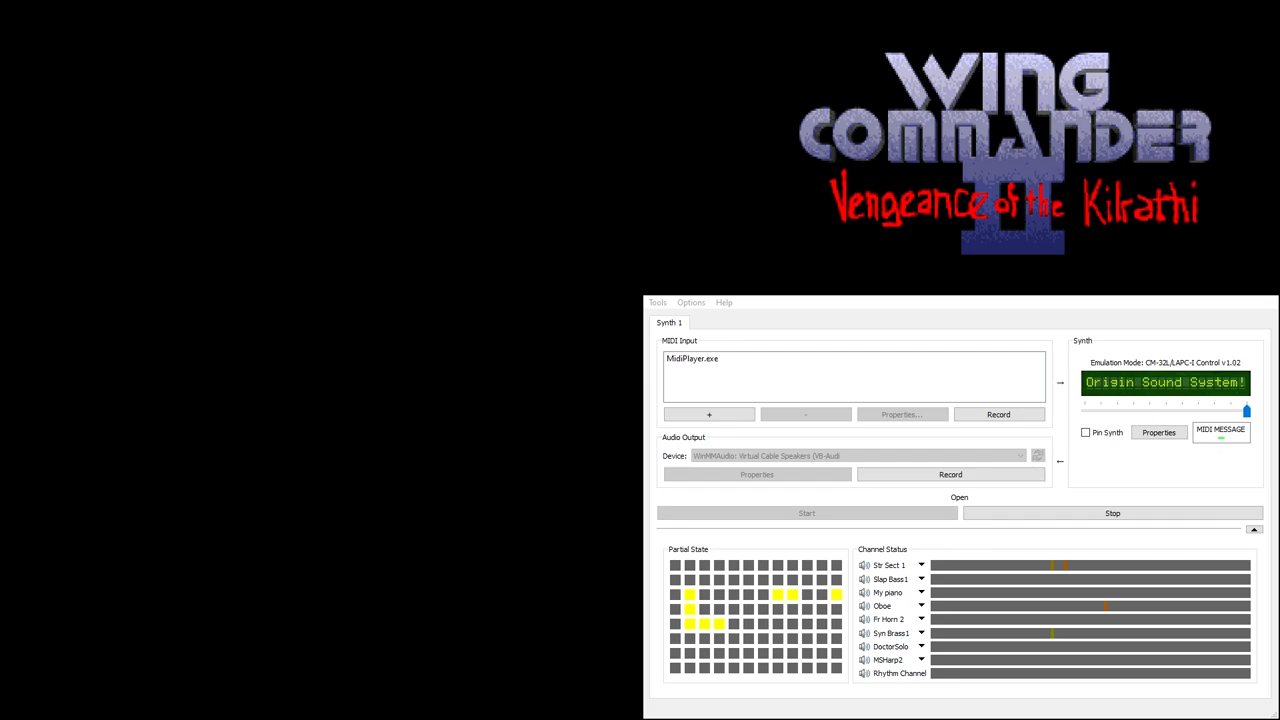 WING
COMMANDER
II
Vengeance of the Kilrathi
Tools Options Help
Synth 1
MIDI Input
MidiPlayer.exe
+ - Properties... Record
Audio Output
Device: WinMMAudio: Virtual Cable Speakers (VB-Audi
Properties Record
Synth
Emulation Mode: CM-32L/LAPC-I Control v1.02
Origin Sound System!
Pin Synth Properties MIDI MESSAGE
Open
Start Stop
Partial State
Channel Status
Str Sect 1
Slap Bass1
My piano
Oboe
Fr Horn 2
Syn Brass1
DoctorSolo
MSHarp2
Rhythm Channel